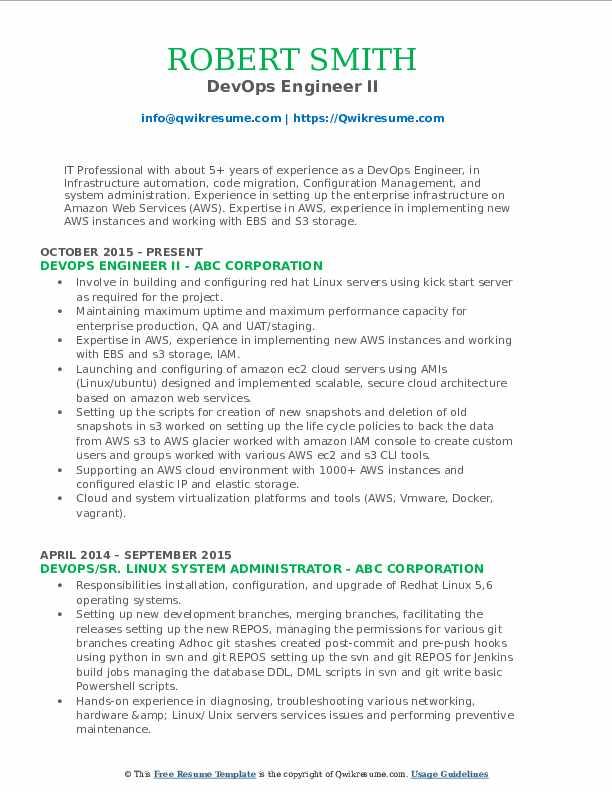 ROBERT SMITH
DevOps Engineer II
info@qwikresume.com | https://Qwikresume.com
IT Professional with about 5+ years of experience as a DevOps Engineer, in
Infrastructure automation, code migration, Configuration Management, and
system administration. Experience in setting up the enterprise infrastructure on
Amazon Web Services (AWS). Expertise in AWS, experience in implementing new
AWS instances and working with EBS and S3 storage.
OCTOBER 2015 – PRESENT
DEVOPS ENGINEER II - ABC CORPORATION
• Involve in building and configuring red hat Linux servers using kick start server
as required for the project.
• Maintaining maximum uptime and maximum performance capacity for
enterprise production, QA and UAT/staging.
• Expertise in AWS, experience in implementing new AWS instances and working
with EBS and s3 storage, IAM.
• Launching and configuring of amazon ec2 cloud servers using AMIs
(Linux/ubuntu) designed and implemented scalable, secure cloud architecture
based on amazon web services.
• Setting up the scripts for creation of new snapshots and deletion of old
snapshots in s3 worked on setting up the life cycle policies to back the data
from AWS s3 to AWS glacier worked with amazon IAM console to create custom
users and groups worked with various AWS ec2 and s3 CLI tools.
• Supporting an AWS cloud environment with 1000+ AWS instances and
configured elastic IP and elastic storage.
• Cloud and system virtualization platforms and tools (AWS, Vmware, Docker,
vagrant).
APRIL 2014 – SEPTEMBER 2015
DEVOPS/SR. LINUX SYSTEM ADMINISTRATOR - ABC CORPORATION
• Responsibilities installation, configuration, and upgrade of Redhat Linux 5,6
operating systems.
• Setting up new development branches, merging branches, facilitating the
releases setting up the new REPOS, managing the permissions for various git
branches creating Adhoc git stashes created post-commit and pre-push hooks
using python in svn and git REPOS setting up the svn and git REPOS for Jenkins
build jobs managing the database DDL, DML scripts in svn and git write basic
Powershell scripts.
• Hands-on experience in diagnosing, troubleshooting various networking,
hardware &amp; Linux/ Unix servers services issues and performing preventive
maintenance.
© This Free Resume Template is the copyright of Qwikresume.com. Usage Guidelines